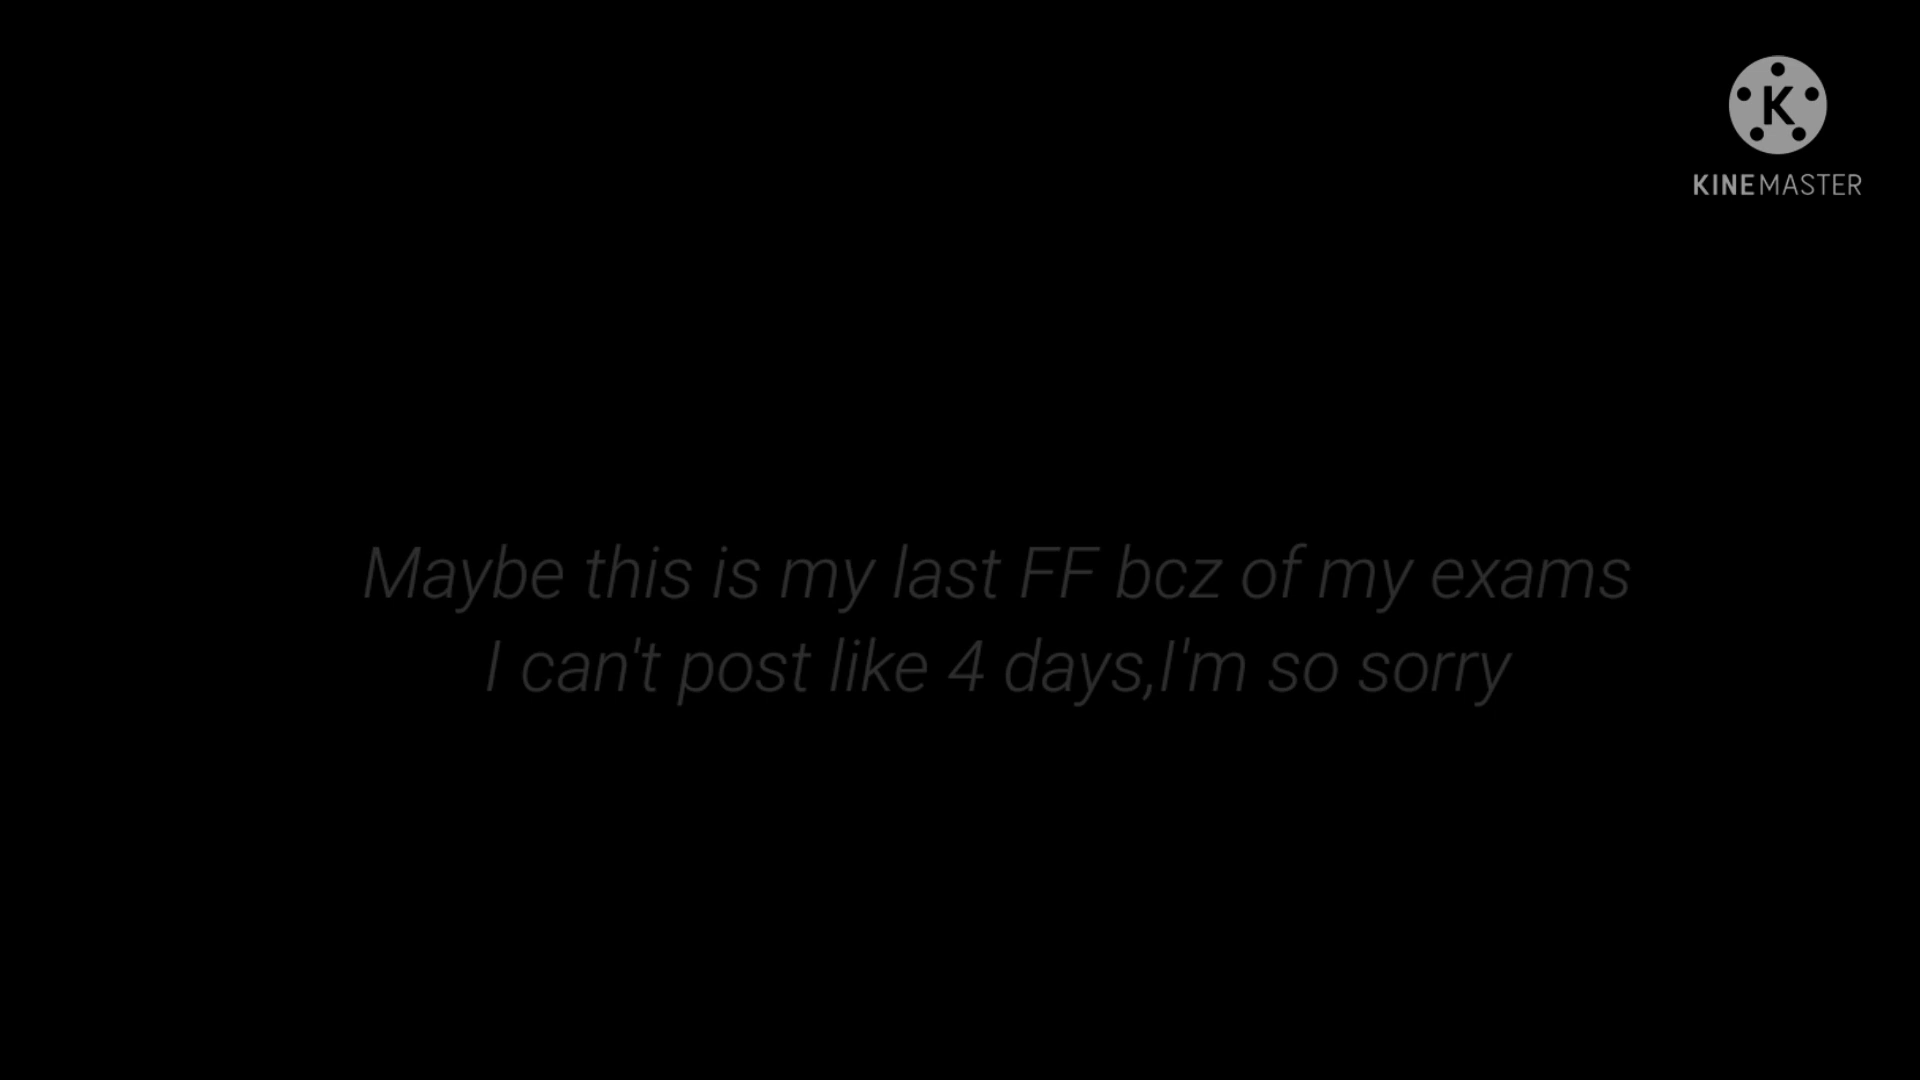 K
KINEMASTER
Maybe this is my last FF bcz of my exams
I can't post like 4 days,I'm so sorry